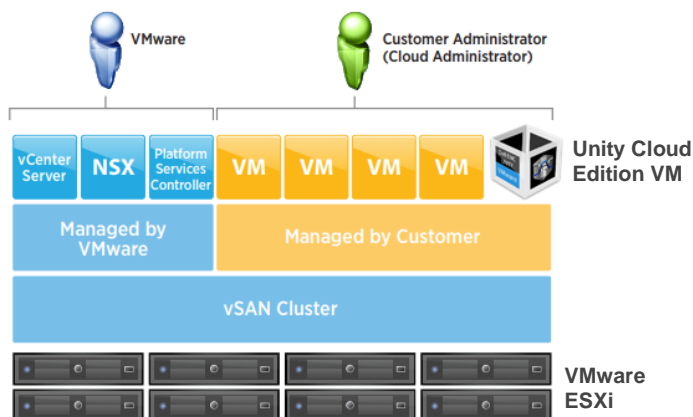 VMware
Customer Administrator
(Cloud Administrator)
vCenter
Server
NSX
Platform
Services
Controller
VM
VM
VM
VM
vmware
Unity Cloud
Edition VM
Managed by
VMware
Managed by Customer
vSAN Cluster
VMware
ESXi